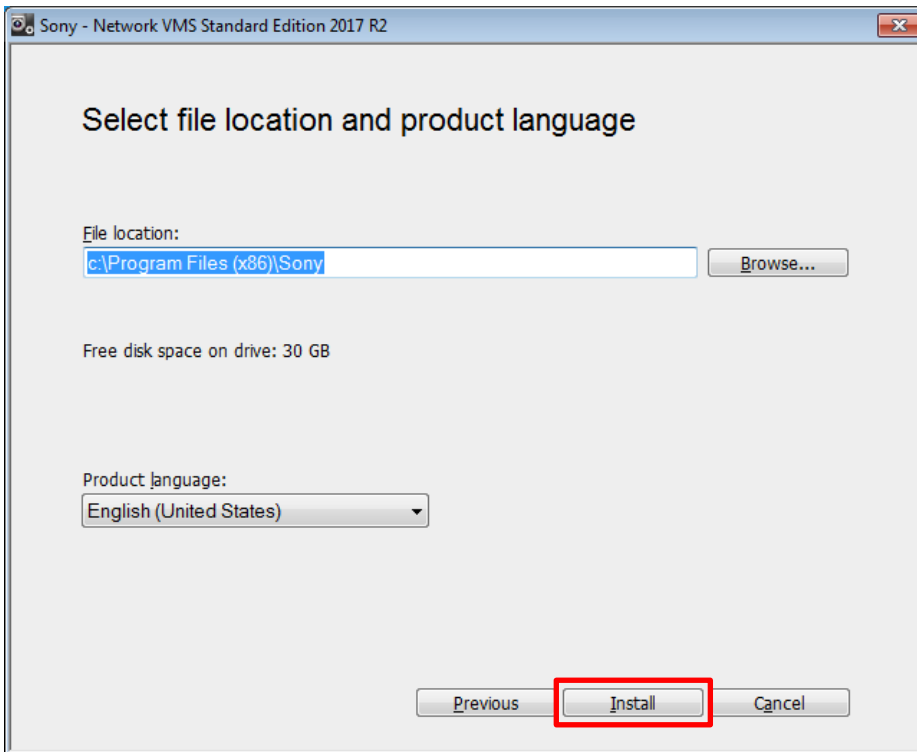 Sony - Network VMS Standard Edition 2017 R2
Select file location and product language
File location:
c:\Program Files (x86)\Sony
Browse...
Free disk space on drive: 30 GB
Product language:
English (United States)
Previous
Install
Cancel